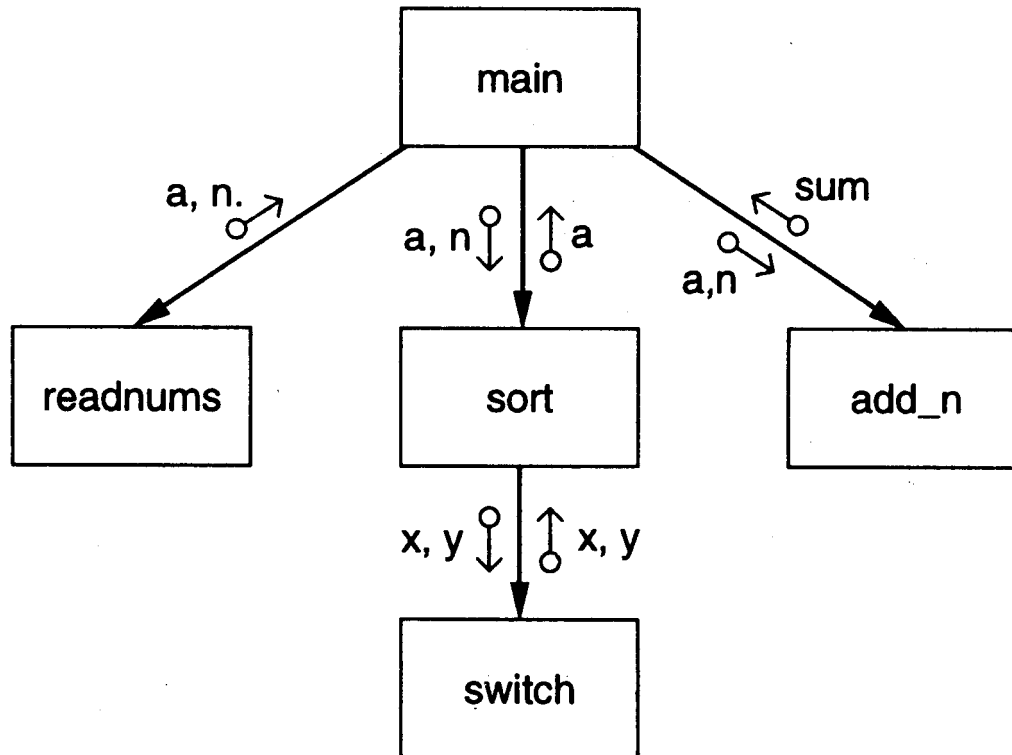 main
a, n.
sum
a, n
a
a,n
readnums
sort
add_n
x, y
x, y
switch